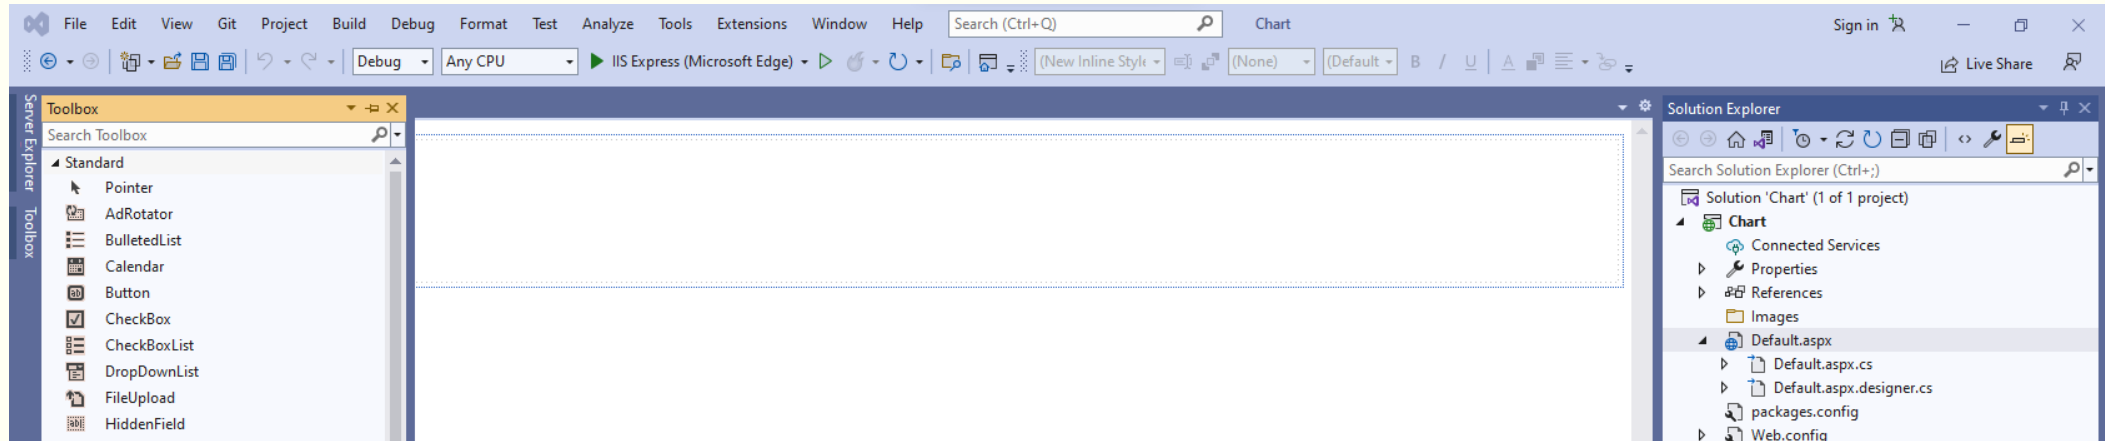 File Edit View Git Project Build Debug Format Test Analyze Tools Extensions Window Help Search (Ctrl+Q) Chart Sign in
Debug Any CPU IIS Express (Microsoft Edge) (New Inline Style (None) (Default B I U A Live Share
Server Explorer
Toolbox
Toolbox
Search Toolbox
Standard
Pointer
AdRotator
BulletedList
Calendar
Button
CheckBox
CheckBoxList
DropDownList
FileUpload
HiddenField
Solution Explorer
Search Solution Explorer (Ctrl+;)
Solution 'Chart' (1 of 1 project)
Chart
Connected Services
Properties
References
Images
Default.aspx
Default.aspx.cs
Default.aspx.designer.cs
packages.config
Web.config